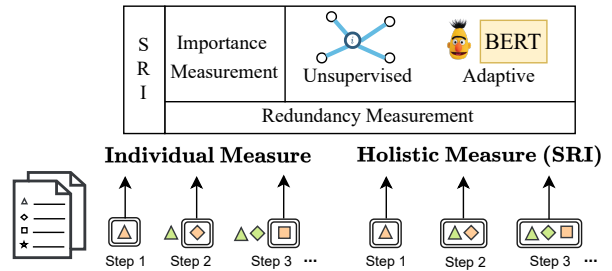 S
R
I
Importance
Measurement
i
Unsupervised
BERT
Adaptive
Redundancy Measurement
Individual Measure
Holistic Measure (SRI)
Step 1
Step 2
Step 3 ...
Step 1
Step 2
Step 3 ...